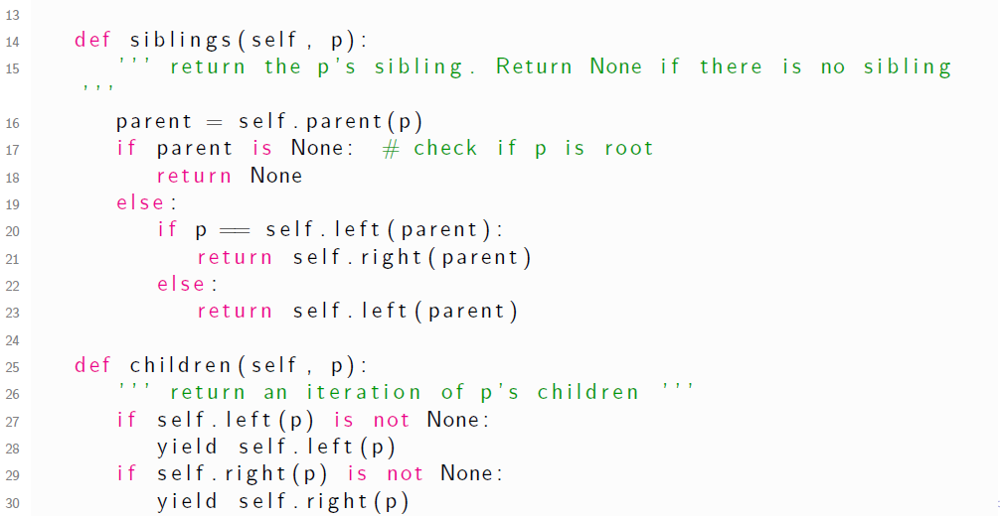 13
14 def siblings(self, p):
15 ''' return the p's sibling. Return None if there is no sibling
'''
16 parent = self.parent(p)
17 if parent is None: # check if p is root
18 return None
19 else:
20 if p == self.left(parent):
21 return self.right(parent)
22 else:
23 return self.left(parent)
24
25 def children(self, p):
26 ''' return an iteration of p's children '''
27 if self.left(p) is not None:
28 yield self.left(p)
29 if self.right(p) is not None:
30 yield self.right(p)